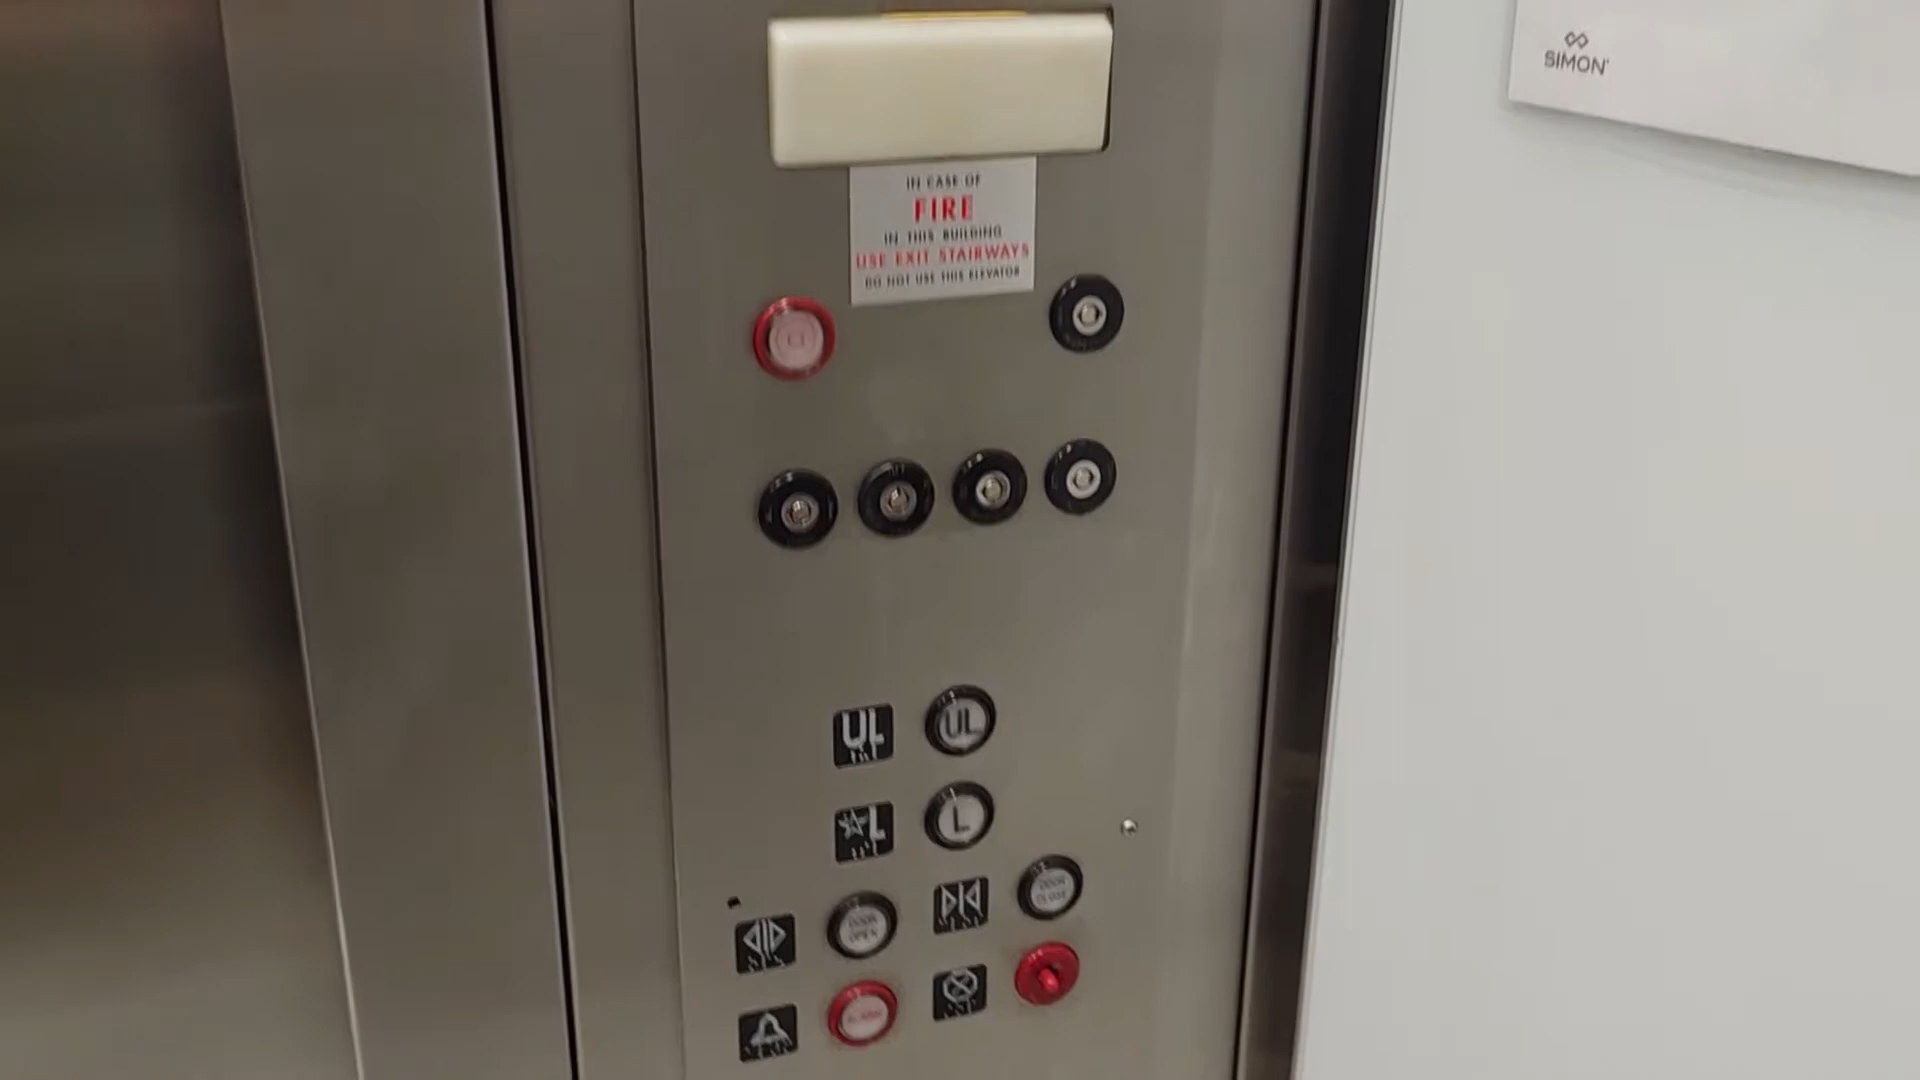 SIMON
IN CASE OF
FIRE
IN THIS BUILDING
USE EXIT STAIRWAYS
DO NOT USE THIS ELEVATOR
UL UL
L L
DOOR OPEN
DOOR CLOSE
ALARM